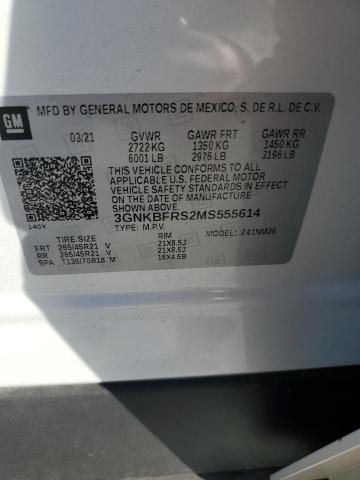 GM
MFD BY GENERAL MOTORS DE MEXICO, S. DE R.L. DE C.V.
03/21 GVWR GAWR FRT GAWR RR
2722 KG 1350 KG 1450 KG
6001 LB 2976 LB 3196 LB
THIS VEHICLE CONFORMS TO ALL APPLICABLE
U.S. FEDERAL MOTOR VEHICLE SAFETY
STANDARDS IN EFFECT ON THE DATE OF
MANUFACTURE SHOWN ABOVE.
3GNKBFRS2MS555614
140X TYPE: M.P.V. MODEL: 241NM26
TIRE SIZE RIM
FRT 265/45R21 V 21X8.5J
RR 265/45R21 V 21X8.5J
SPA T135/70R18 M 18X4.5B